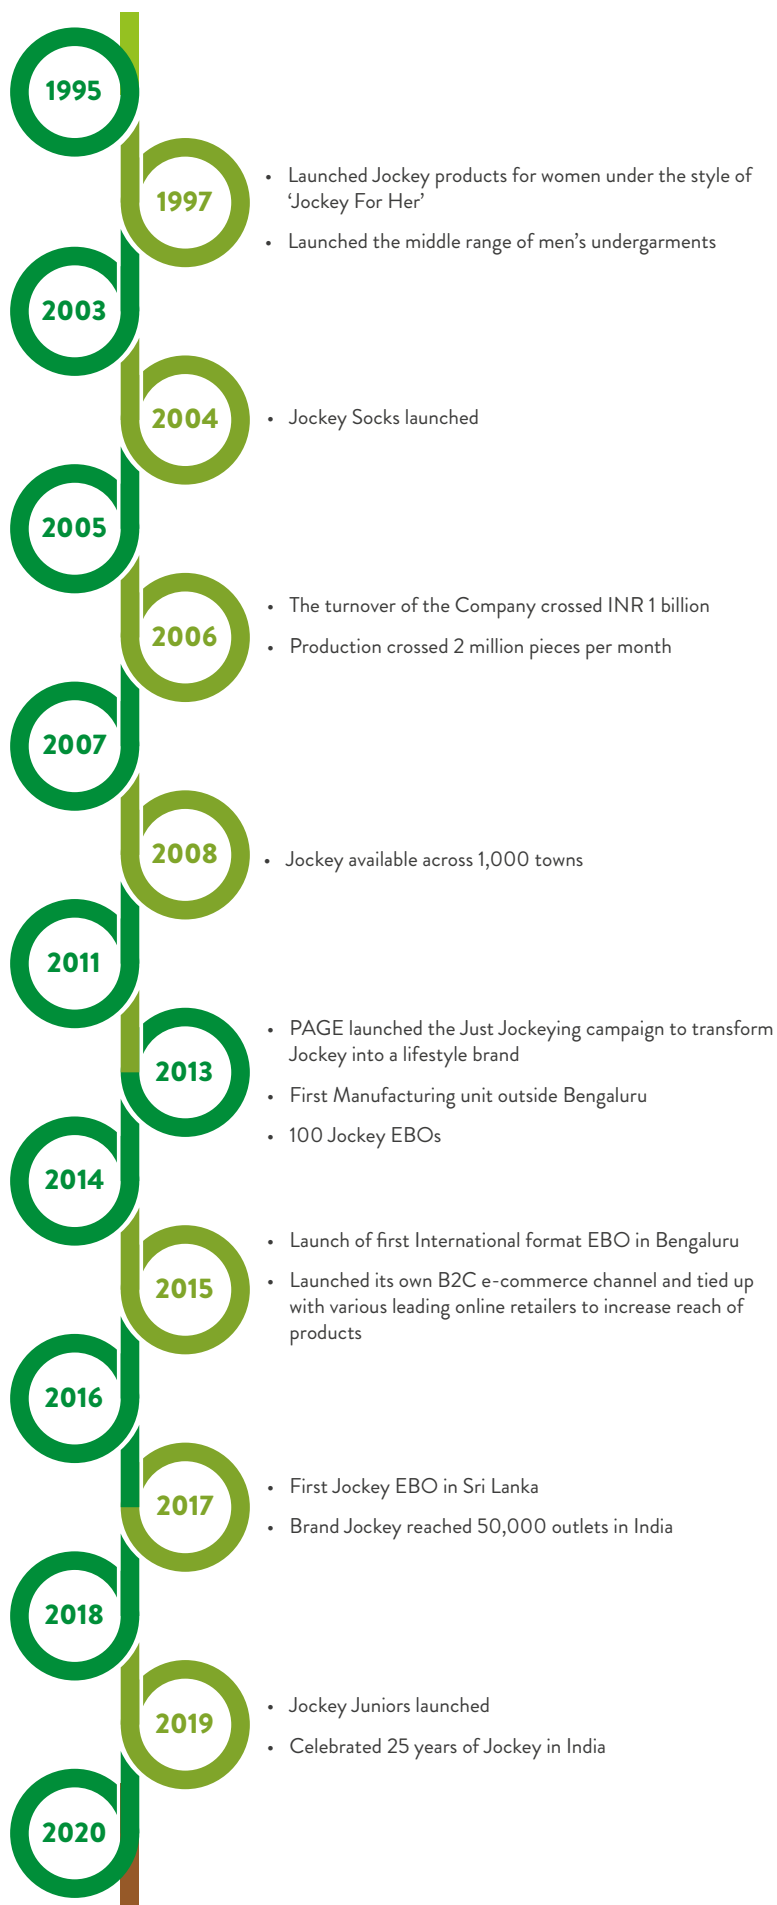 1995
1997
• Launched Jockey products for women under the style of
‘Jockey For Her’
• Launched the middle range of men’s undergarments
2003
2004
• Jockey Socks launched
2005
2006
• The turnover of the Company crossed INR 1 billion
• Production crossed 2 million pieces per month
2007
2008
• Jockey available across 1,000 towns
2011
2013
• PAGE launched the Just Jockeying campaign to transform
Jockey into a lifestyle brand
• First Manufacturing unit outside Bengaluru
• 100 Jockey EBOs
2014
2015
• Launch of first International format EBO in Bengaluru
• Launched its own B2C e-commerce channel and tied up
with various leading online retailers to increase reach of
products
2016
2017
• First Jockey EBO in Sri Lanka
• Brand Jockey reached 50,000 outlets in India
2018
2019
• Jockey Juniors launched
• Celebrated 25 years of Jockey in India
2020